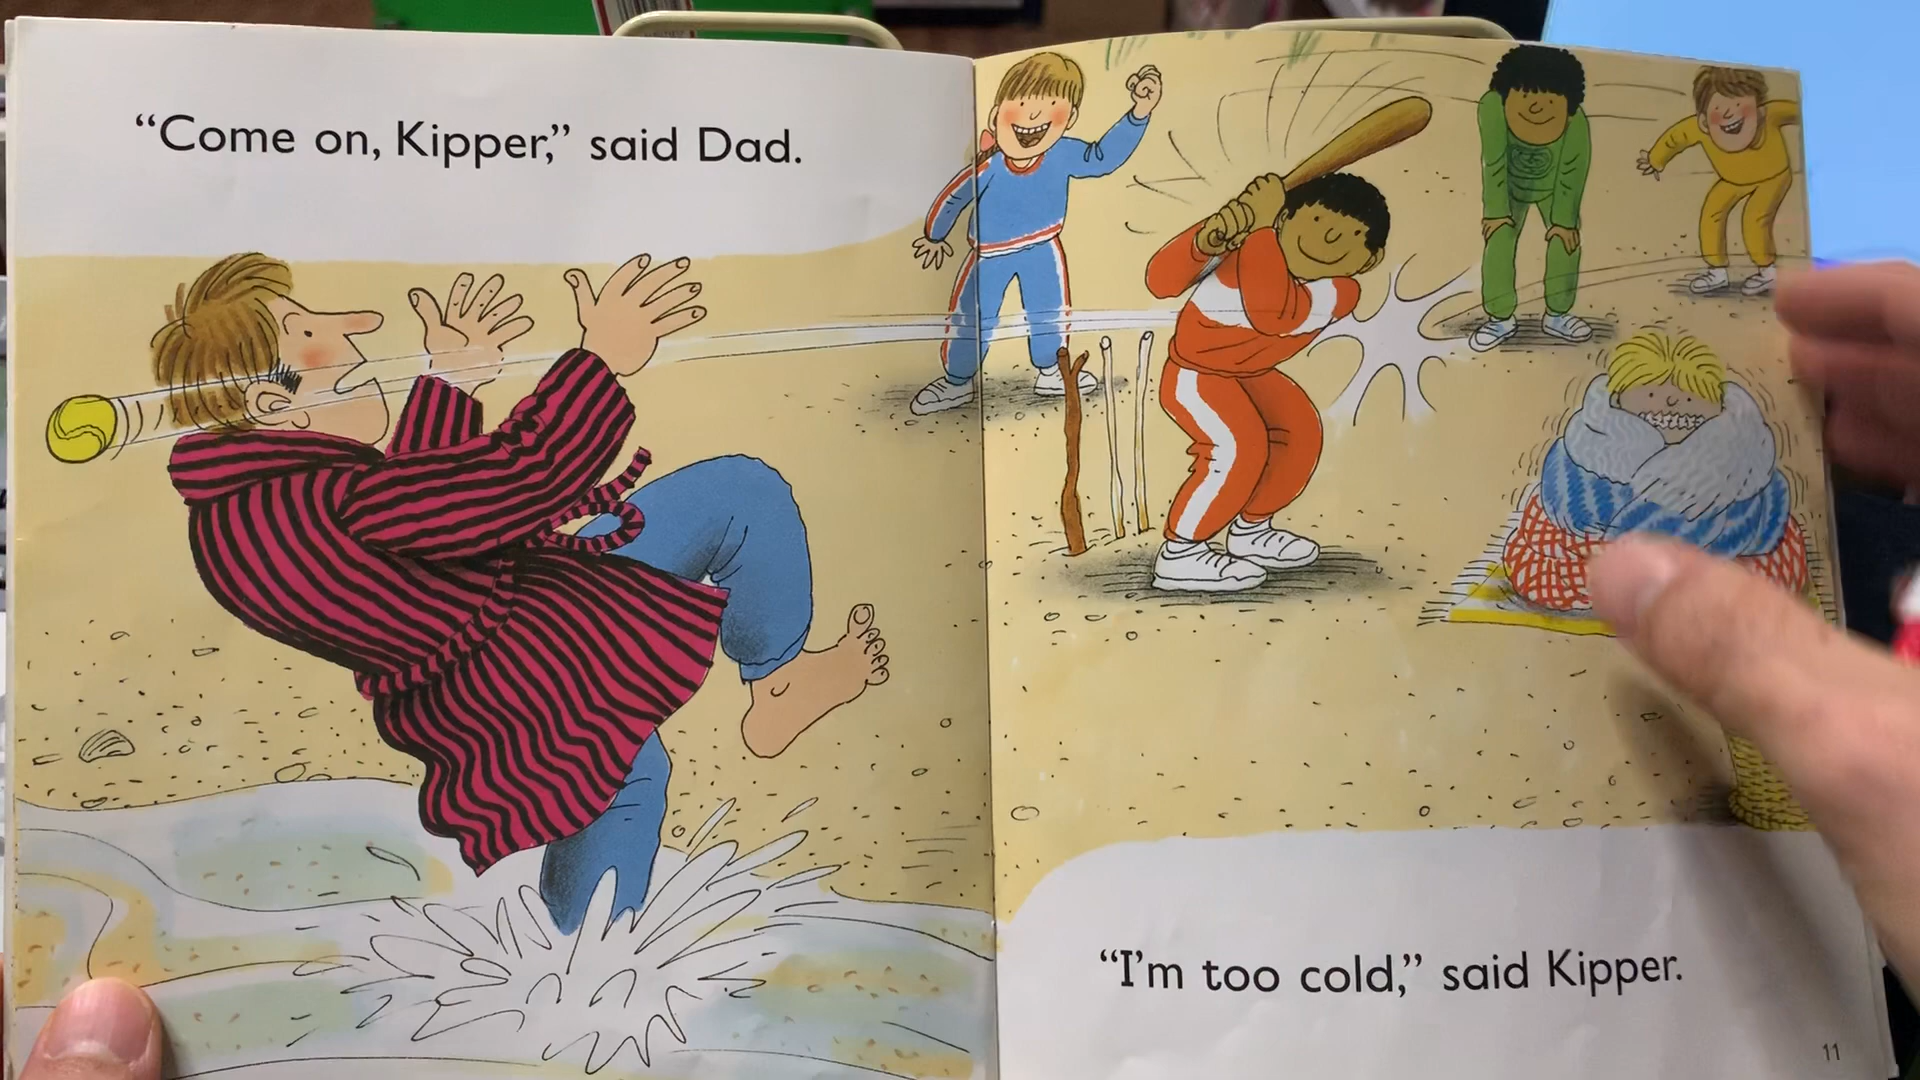 “Come on, Kipper,” said Dad.
“I’m too cold,” said Kipper.
11